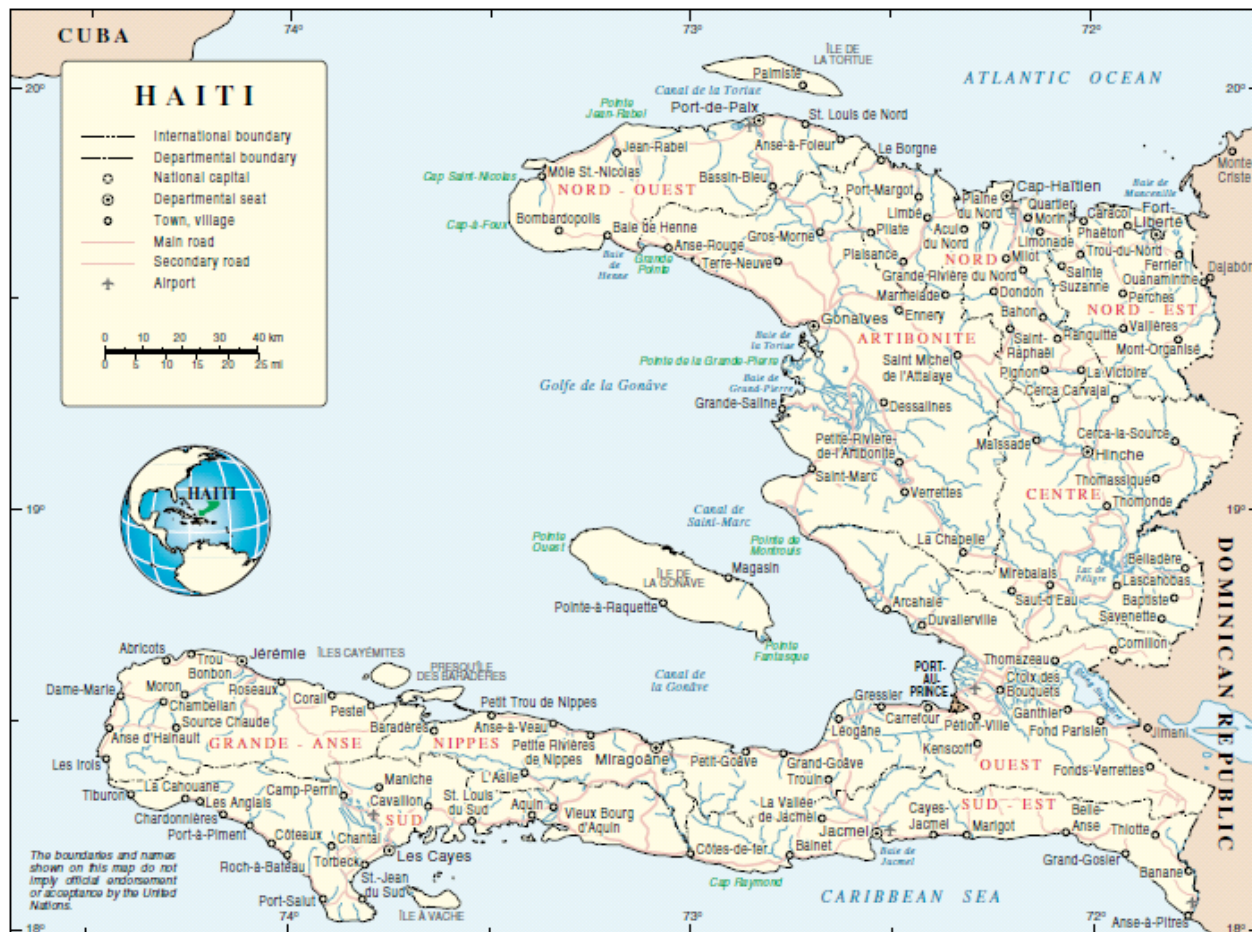 CUBA
74°
73°
72°
ÎLE DE
LA TORTUE
Palmiste
ATLANTIC OCEAN
20°
20°
HAITI
International boundary
Departmental boundary
National capital
Departmental seat
Town, village
Main road
Secondary road
Airport
0 10 20 30 40 km
0 5 10 15 20 25 mi
Canal de la Tortue
Pointe
Jean-Rabel
Port-de-Paix
St. Louis de Nord
Jean-Rabel
Anse-à-Foleur
Le Borgne
Monte
Criste
Cap Saint-Nicolas
Môle St.-Nicolas
NORD - OUEST
Bassin-Bleu
Port-Margot
Cap-Haïtien
Baie de
Mancenille
Plaine
du Nord
Quartier
Morin
Caracol
Fort-
Liberté
Limbé
Cap-à-Foux
Bombardopolis
Baie de Henne
Gros-Morne
Pilate
Acul
du Nord
Limonade
Phaëton
Trou-du-Nord
Baie
de
Henne
Grande
Pointe
Anse-Rouge
Terre-Neuve
Plaisance
NORD
Milot
Ferrier
Ouanaminthe
Dajabón
Grande-Rivière du Nord
Sainte
Suzanne
Marmelade
Dondon
Perches
NORD - EST
Ennery
Bahon
Gonaïves
Vallières
ARTIBONITE
Ranquitte
Mont-Organisé
Baie de
la Tortue
Saint-
Raphaël
Pointe de la Grande-Pierre
Saint Michel
de l'Attalaye
Pignon
La Victoire
Baie de
Grand-Pierre
Cerca Carvajal
Golfe de la Gonâve
Grande-Saline
Dessalines
Petite-Rivière-
de-l'Artibonite
Maïssade
Cerca-la-Source
Hinche
Saint-Marc
Thomassique
Verrettes
CENTRE
Thomonde
HAITI
19°
19°
Canal de
Saint-Marc
Pointe
Ouest
Pointe de
Montrouis
La Chapelle
Belladère
Magasin
ÎLE DE
LA GONÂVE
Lac de
Péligre
Mirebalais
Lascahobas
Saut-d'Eau
Baptiste
Pointe-à-Raquette
Arcahaie
Savenette
Duvalierville
Cornillon
Pointe
Fantasque
DOMINICAN REPUBLIC
Abricots
Trou
Bonbon
Jérémie
ÎLES CAYÉMITES
PRESQU'ÎLE
DES BARADÈRES
Canal de
la Gonâve
PORT-
AU-
PRINCE
Thomazeau
Croix des
Bouquets
Dame-Marie
Moron
Roseaux
Corail
Pestel
Petit Trou de Nippes
Gressier
Chambellan
Source Chaude
Baradères
Anse-à-Veau
Carrefour
Ganthier
Pétion-Ville
Fond Parisien
Jimaní
Anse d'Hainault
GRANDE - ANSE
NIPPES
Petite Rivières
de Nippes
Léogâne
Kenscott
Miragoâne
OUEST
Les Irois
Petit-Goâve
Grand-Goâve
Fonds-Verrettes
Maniche
L'Asile
Trouin
La Cahouane
Camp-Perrin
Tiburon
Les Anglais
Cavaillon
St. Louis
du Sud
Aquin
SUD - EST
Chardonnières
SUD
Vieux Bourg
d'Aquin
La Vallée
de Jacmel
Cayes-
Jacmel
Belle-
Anse
Port-à-Piment
Côteaux
Chantal
Jacmel
Marigot
Thiotte
Les Cayes
Côtes-de-fer
Bainet
Baie de
Jacmel
Grand-Gosier
Roch-à-Bateau
Torbeck
Banane
St.-Jean
du Sud
Cap Raymond
Port-Salut
ÎLE À VACHE
CARIBBEAN SEA
Anse-à-Pitres
The boundaries and names
shown on this map do not
imply official endorsement
or acceptance by the United
Nations.
18°
74°
73°
72°
18°